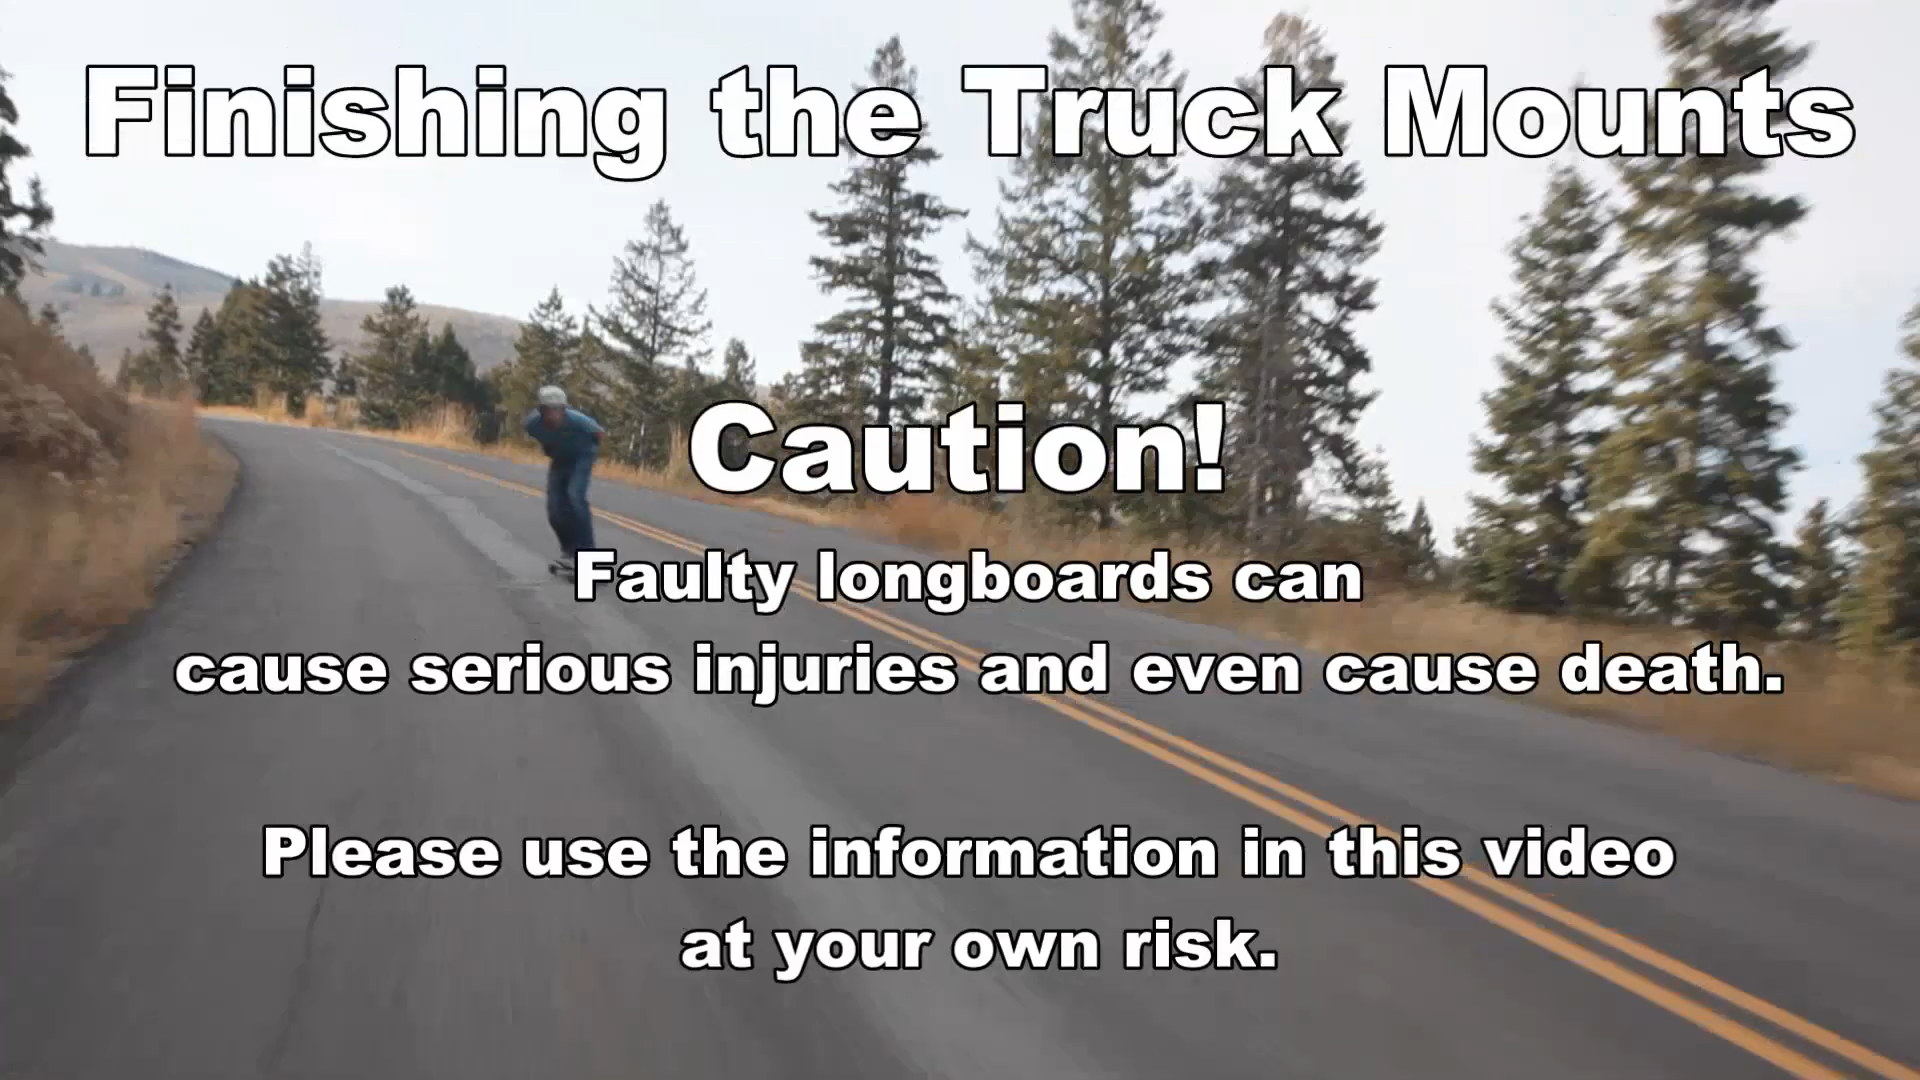 Finishing the Truck Mounts
Caution!
Faulty longboards can
cause serious injuries and even cause death.
Please use the information in this video
at your own risk.